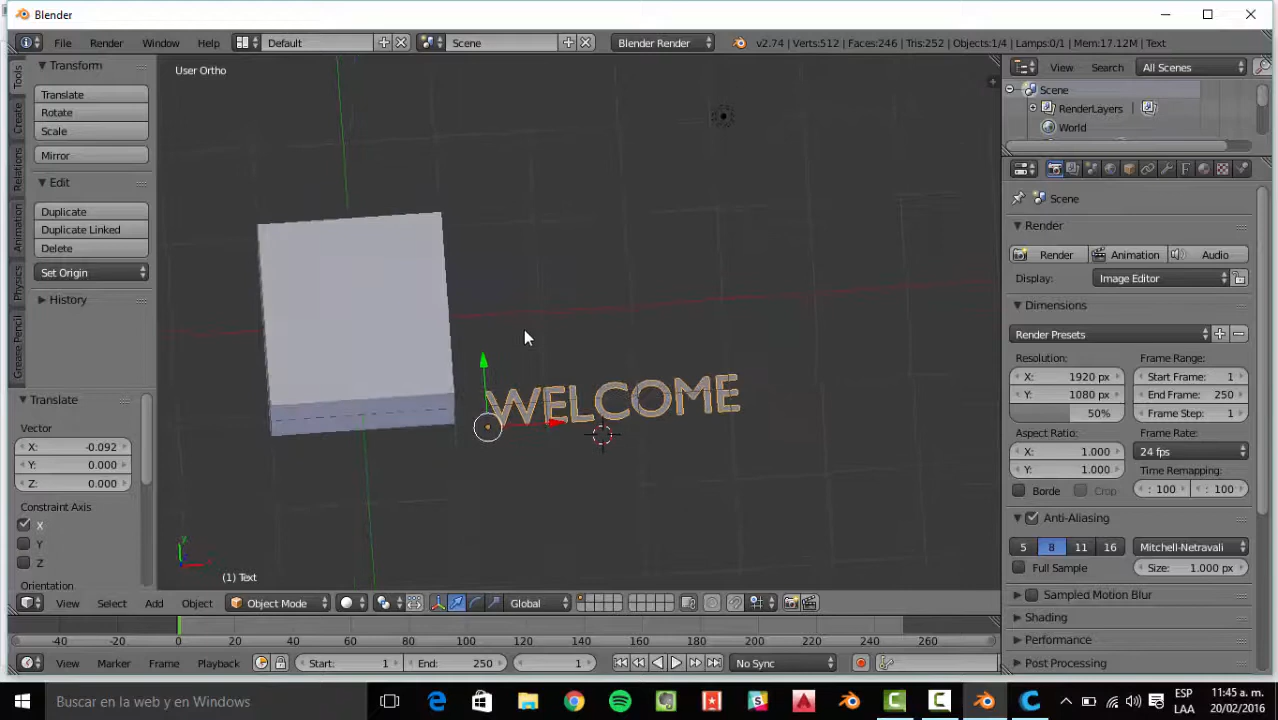 Blender
File Render Window Help Default Scene Blender Render v2.74 | Verts:512 | Faces:246 | Tris:252 | Objects:1/4 | Lamps:0/1 | Mem:17.12M | Text
Tools
Create
Relations
Animation
Physics
Grease Pencil
Transform
Translate
Rotate
Scale
Mirror
Edit
Duplicate
Duplicate Linked
Delete
Set Origin
History
Translate
Vector
X: -0.092
Y: 0.000
Z: 0.000
Constraint Axis
X
Y
Z
Orientation
User Ortho
WELCOME
(1) Text
View Search All Scenes
Scene
RenderLayers
World
Scene
Render
Render Animation Audio
Display: Image Editor
Dimensions
Render Presets
Resolution: Frame Range:
X: 1920 px Start Frame: 1
Y: 1080 px End Frame: 250
50% Frame Step: 1
Aspect Ratio: Frame Rate:
X: 1.000 24 fps
Y: 1.000 Time Remapping:
Borde Crop : 100 : 100
Anti-Aliasing
5 8 11 16 Mitchell-Netravali
Full Sample Size: 1.000 px
Sampled Motion Blur
Shading
Performance
Post Processing
View Select Add Object Object Mode Global
-40 -20 0 20 40 60 80 100 120 140 160 180 200 220 240 260
View Marker Frame Playback Start: 1 End: 250 1 No Sync
Buscar en la web y en Windows
ESP
LAA
11:45 a.m.
20/02/2016